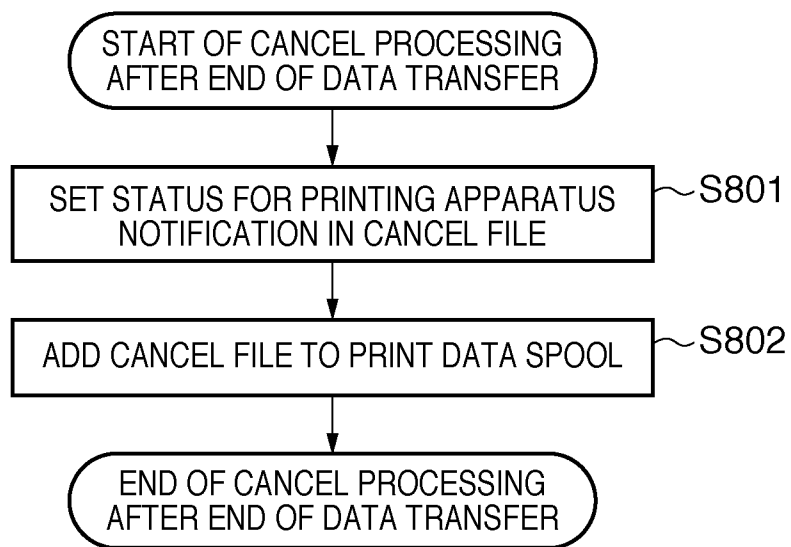 START OF CANCEL PROCESSING
AFTER END OF DATA TRANSFER
SET STATUS FOR PRINTING APPARATUS
NOTIFICATION IN CANCEL FILE
S801
ADD CANCEL FILE TO PRINT DATA SPOOL
S802
END OF CANCEL PROCESSING
AFTER END OF DATA TRANSFER